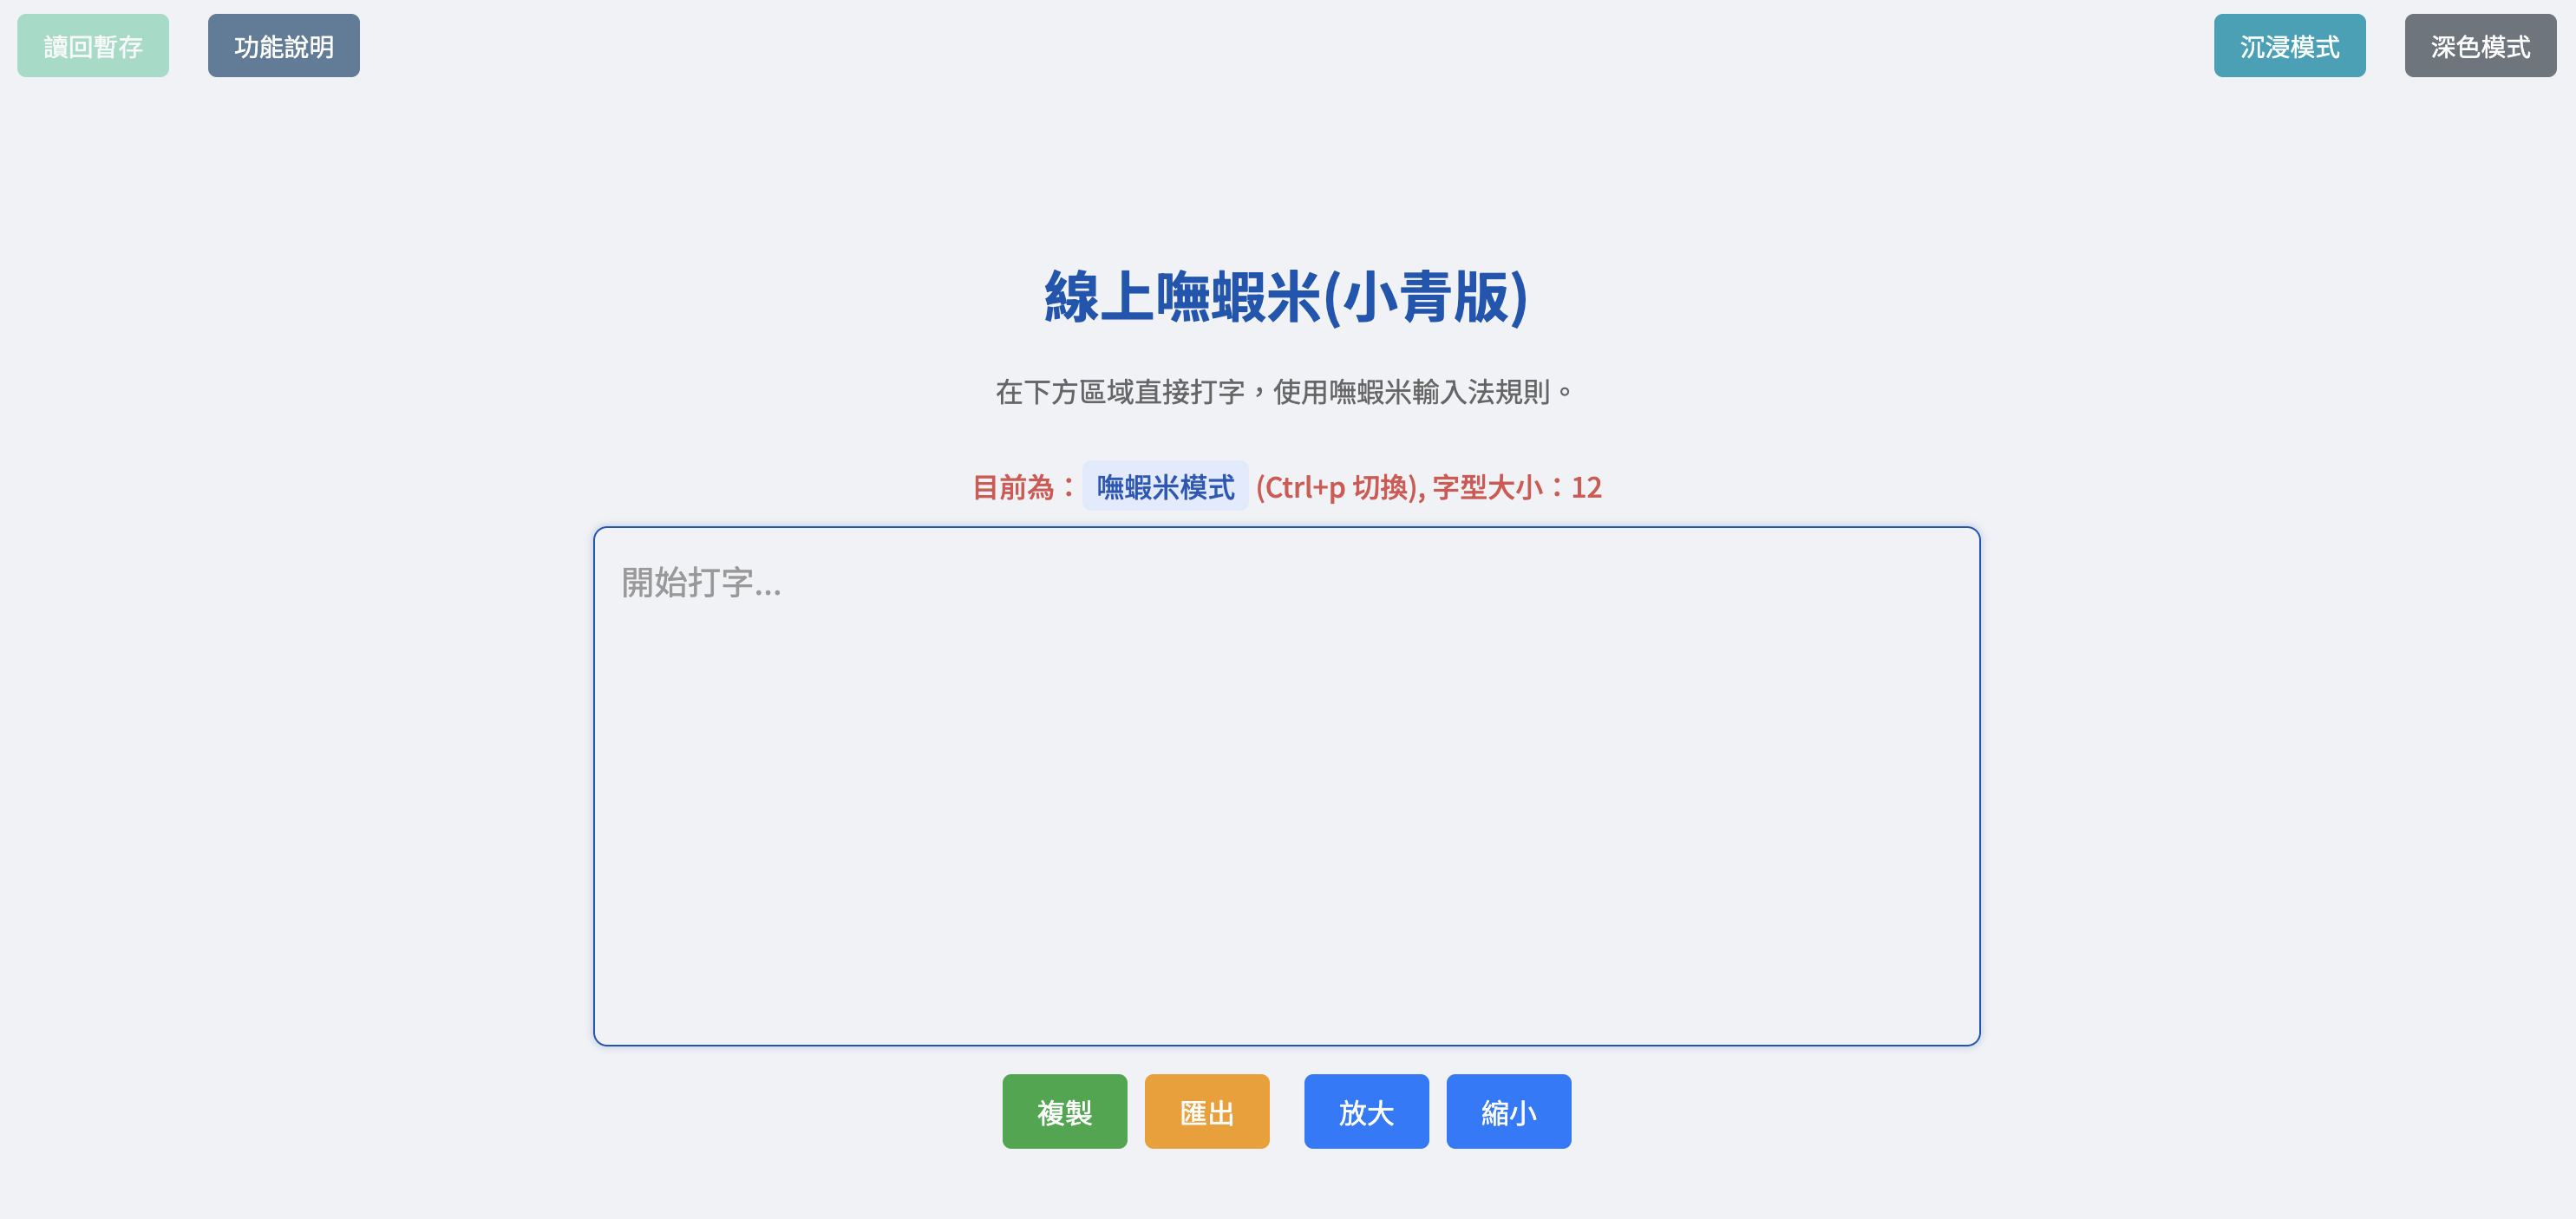 讀回暫存 功能說明 沉浸模式 深色模式
線上嘸蝦米(小青版)
在下方區域直接打字，使用嘸蝦米輸入法規則。
目前為： 嘸蝦米模式 (Ctrl+p 切換), 字型大小：12
開始打字...
複製 匯出 放大 縮小